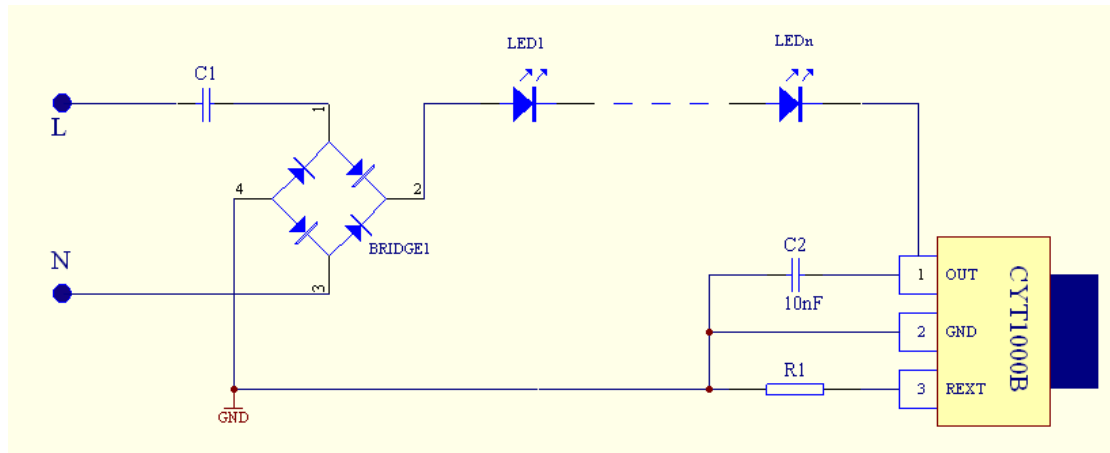 LED1
LEDn
C1
L
1
4
2
BRIDGE1
N
3
C2
10nF
1
OUT
2
GND
R1
3
REXT
CYT1000B
GND